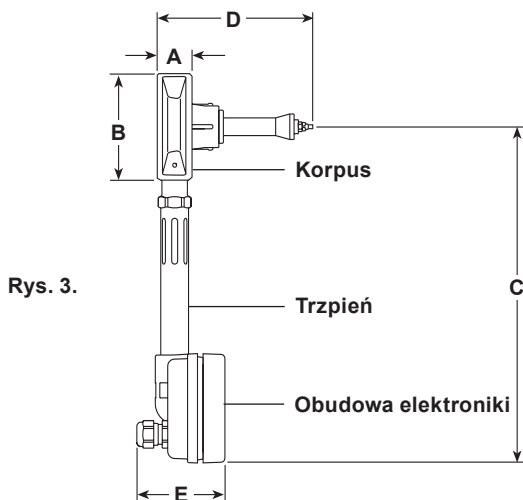 D
A
B
Korpus
Rys. 3.
C
Trzpień
Obudowa elektroniki
E